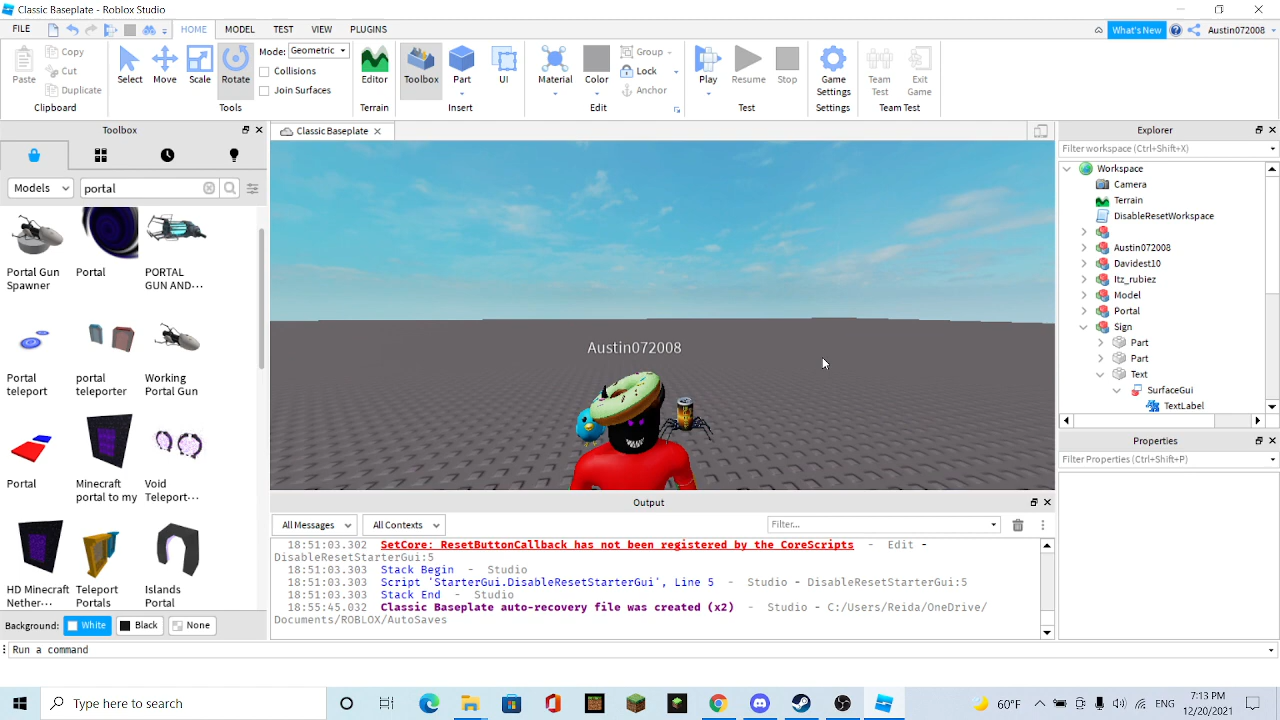 Classic Baseplate - Roblox Studio
FILE HOME MODEL TEST VIEW PLUGINS What's New Austin072008
Paste Copy Cut Duplicate
Clipboard
Select Move Scale Rotate Mode: Geometric Collisions Join Surfaces
Tools
Editor
Terrain
Toolbox Part UI
Insert
Material Color Group Lock Anchor
Edit
Play Resume Stop
Test
Game Settings
Settings
Team Test Exit Game
Team Test
Toolbox
Models portal
Portal Gun Spawner
Portal
PORTAL GUN AND...
Portal teleport
portal teleporter
Working Portal Gun
Portal
Minecraft portal to my
Void Teleport...
HD Minecraft Nether...
Teleport Portals
Islands Portal
Background: White Black None
Classic Baseplate
Austin072008
Explorer
Filter workspace (Ctrl+Shift+X)
Workspace
Camera
Terrain
DisableResetWorkspace
Austin072008
Davidest10
Itz_rubiez
Model
Portal
Sign
Part
Part
Text
SurfaceGui
TextLabel
Properties
Filter Properties (Ctrl+Shift+P)
Output
All Messages All Contexts Filter...
18:51:03.302 SetCore: ResetButtonCallback has not been registered by the CoreScripts - Edit -
DisableResetStarterGui:5
18:51:03.303 Stack Begin - Studio
18:51:03.303 Script 'StarterGui.DisableResetStarterGui', Line 5 - Studio - DisableResetStarterGui:5
18:51:03.303 Stack End - Studio
18:55:45.032 Classic Baseplate auto-recovery file was created (x2) - Studio - C:/Users/Reida/OneDrive/
Documents/ROBLOX/AutoSaves
Run a command
Type here to search
60°F
7:13 PM
12/20/2021